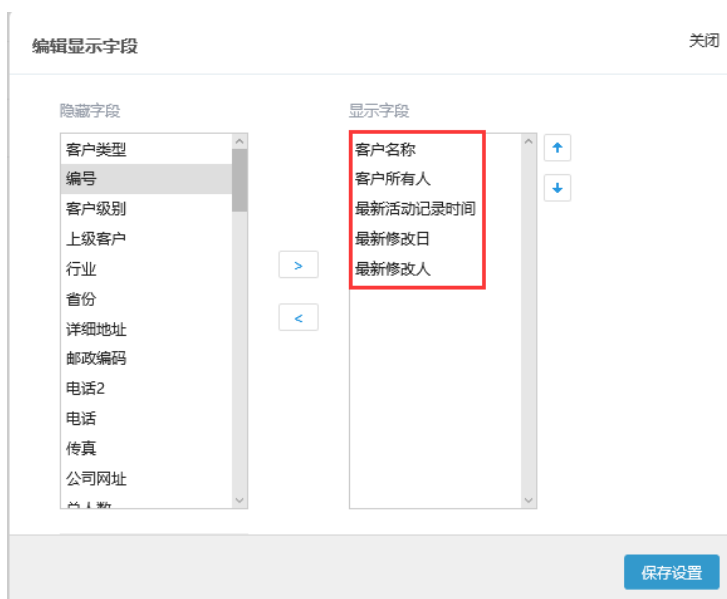 编辑显示字段
关闭
隐藏字段
客户类型
编号
客户级别
上级客户
行业
省份
详细地址
邮政编码
电话2
电话
传真
公司网址
总人数
>
<
显示字段
客户名称
客户所有人
最新活动记录时间
最新修改日
最新修改人
保存设置